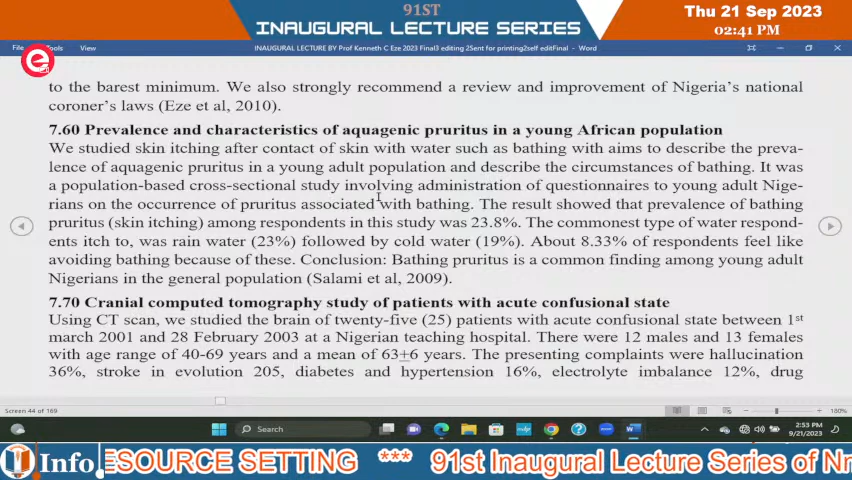 91ST
INAUGURAL LECTURE SERIES
Thu 21 Sep 2023
02:41 PM
File Tools View
INAUGURAL LECTURE BY Prof Kenneth C Eze 2023 Final3 editing 2Sent for printing2self editFinal - Word
to the barest minimum. We also strongly recommend a review and improvement of Nigeria's national
coroner's laws (Eze et al, 2010).
7.60 Prevalence and characteristics of aquagenic pruritus in a young African population
We studied skin itching after contact of skin with water such as bathing with aims to describe the preva-
lence of aquagenic pruritus in a young adult population and describe the circumstances of bathing. It was
a population-based cross-sectional study involving administration of questionnaires to young adult Nige-
rians on the occurrence of pruritus associated with bathing. The result showed that prevalence of bathing
pruritus (skin itching) among respondents in this study was 23.8%. The commonest type of water respond-
ents itch to, was rain water (23%) followed by cold water (19%). About 8.33% of respondents feel like
avoiding bathing because of these. Conclusion: Bathing pruritus is a common finding among young adult
Nigerians in the general population (Salami et al, 2009).
7.70 Cranial computed tomography study of patients with acute confusional state
Using CT scan, we studied the brain of twenty-five (25) patients with acute confusional state between 1st
march 2001 and 28 February 2003 at a Nigerian teaching hospital. There were 12 males and 13 females
with age range of 40-69 years and a mean of 63+6 years. The presenting complaints were hallucination
36%, stroke in evolution 205, diabetes and hypertension 16%, electrolyte imbalance 12%, drug
Screen 44 of 169
180%
Search
2:53 PM
9/21/2023
Info
ESOURCE SETTING *** 91st Inaugural Lecture Series of Nn